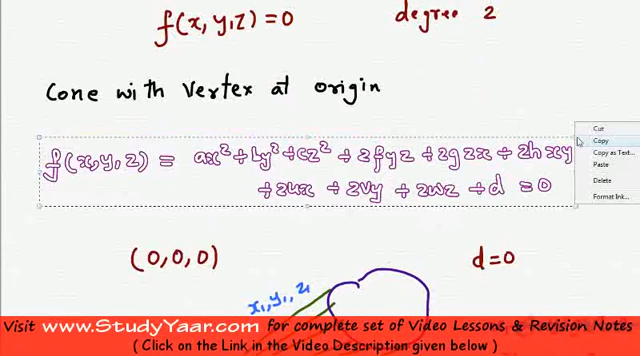 f(x,y,z)=0 degree 2
Cone with Vertex at origin
f(x,y,z) = ax²+by²+cz² + 2fyz +2gzx + 2hxy
+2ux +2vy +2wz +d =0
Cut
Copy
Copy as Text...
Paste
Delete
Format Ink...
(0,0,0) d=0
x₁,y₁,z₁
Visit www.StudyYaar.com for complete set of Video Lessons & Revision Notes
( Click on the Link in the Video Description given below )